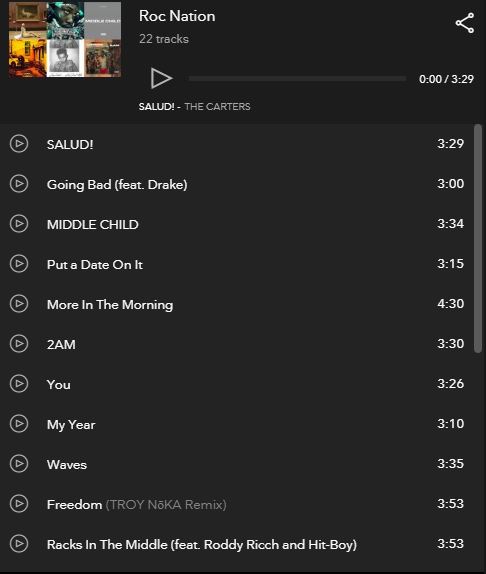 Roc Nation
22 tracks
0:00 / 3:29
SALUD! - THE CARTERS
SALUD! 3:29
Going Bad (feat. Drake) 3:00
MIDDLE CHILD 3:34
Put a Date On It 3:15
More In The Morning 4:30
2AM 3:30
You 3:26
My Year 3:10
Waves 3:35
Freedom (TROY NōKA Remix) 3:53
Racks In The Middle (feat. Roddy Ricch and Hit-Boy) 3:53
MIDDLE CHILD